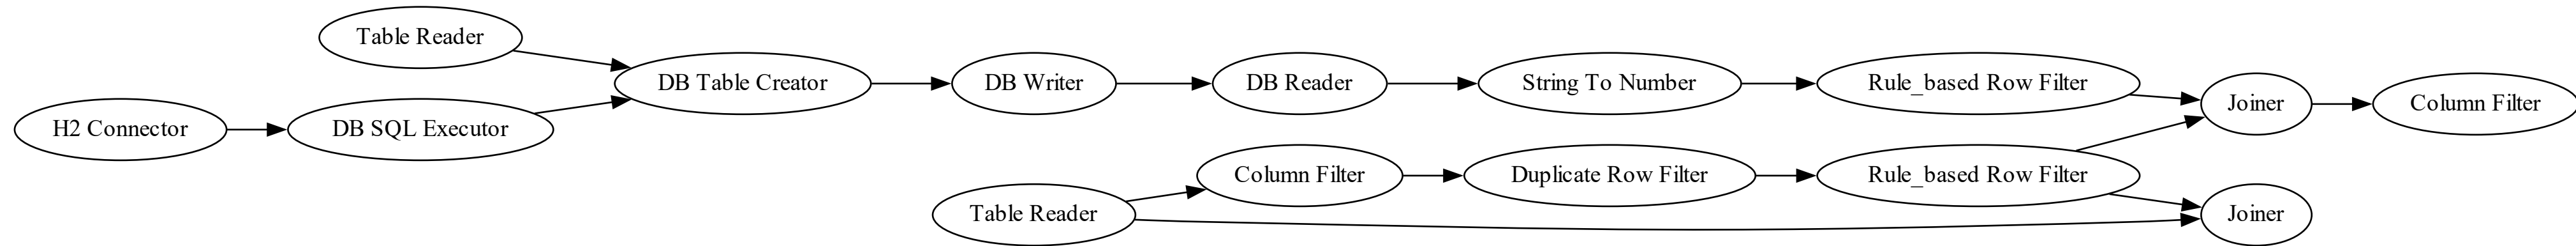 Table Reader
H2 Connector
DB SQL Executor
DB Table Creator
DB Writer
DB Reader
String To Number
Rule_based Row Filter
Joiner
Column Filter
Table Reader
Column Filter
Duplicate Row Filter
Rule_based Row Filter
Joiner